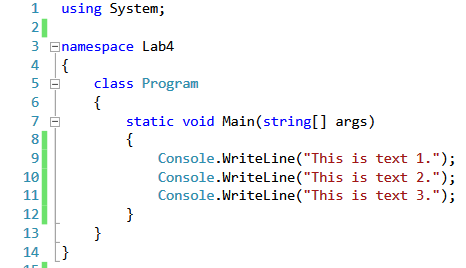 1 using System;
2
3 namespace Lab4
4 {
5 class Program
6 {
7 static void Main(string[] args)
8 {
9 Console.WriteLine("This is text 1.");
10 Console.WriteLine("This is text 2.");
11 Console.WriteLine("This is text 3.");
12 }
13 }
14 }
15